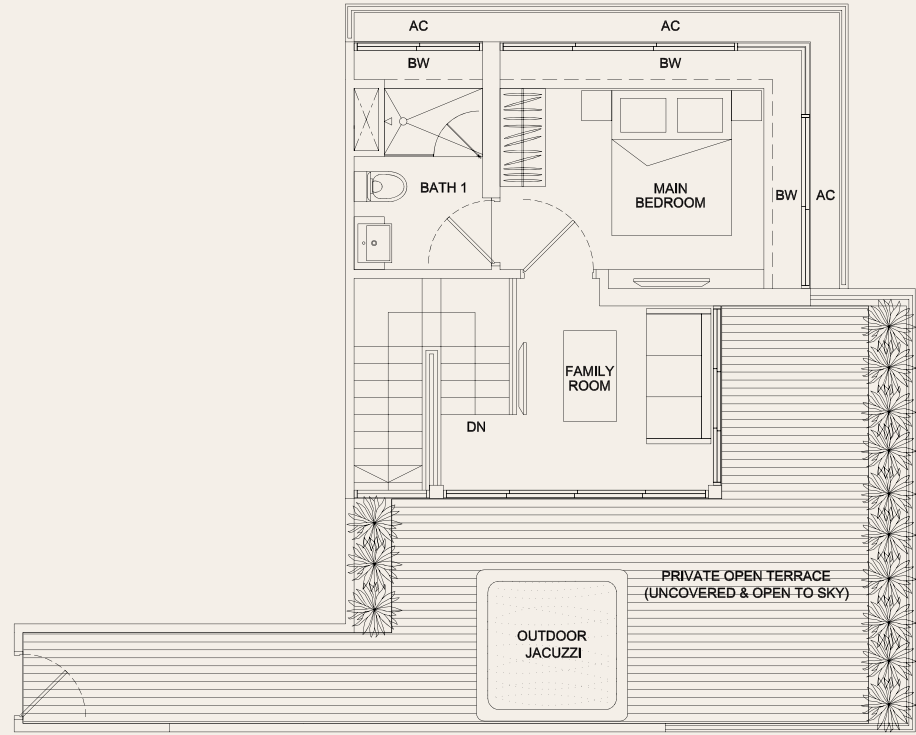 AC
AC
BW
BW
BATH 1
MAIN
BEDROOM
BW
AC
FAMILY
ROOM
DN
PRIVATE OPEN TERRACE
(UNCOVERED & OPEN TO SKY)
OUTDOOR
JACUZZI